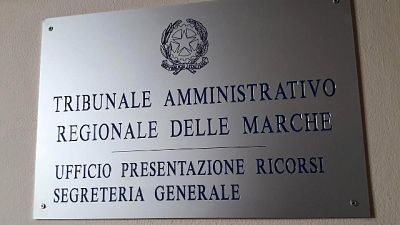 TRIBUNALE AMMINISTRATIVO
REGIONALE DELLE MARCHE
UFFICIO PRESENTAZIONE RICORSI
SEGRETERIA GENERALE